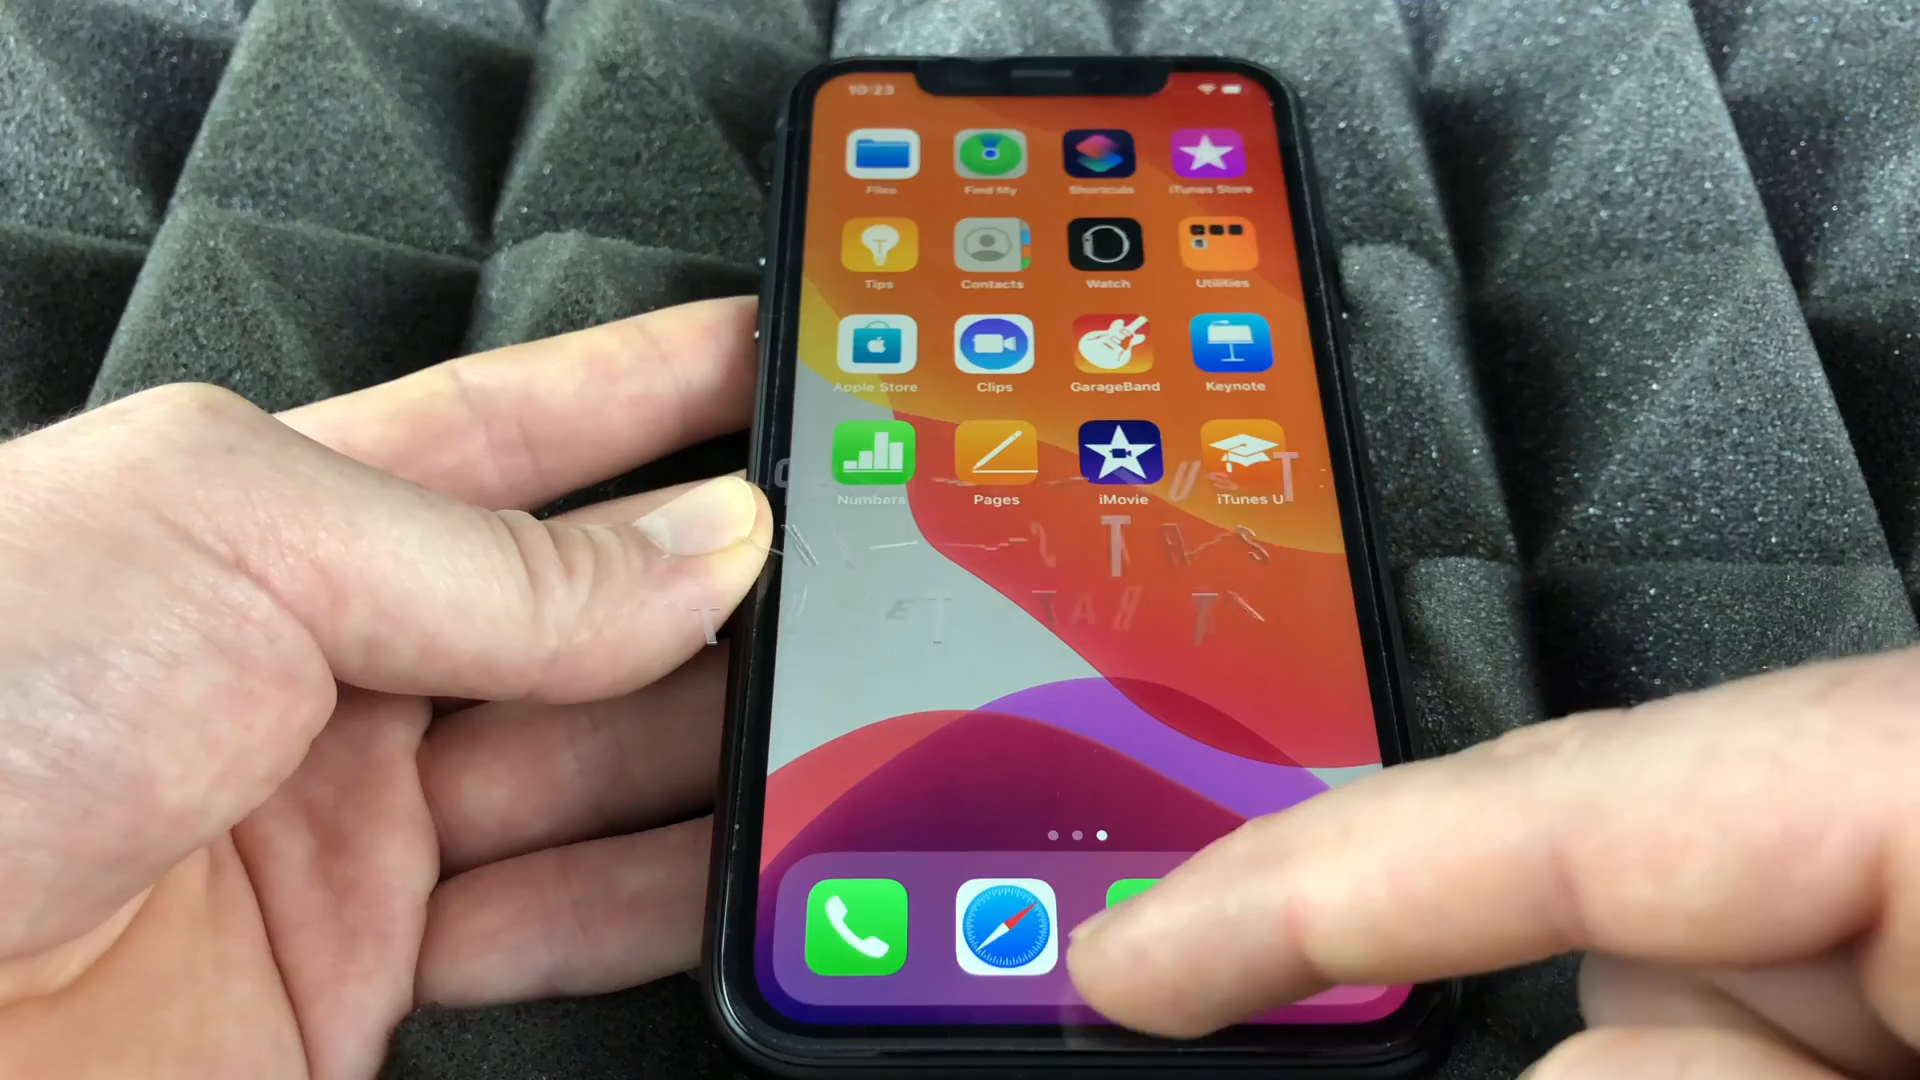 10:23
Files Find My Shortcuts iTunes Store
Tips Contacts Watch Utilities
Apple Store Clips GarageBand Keynote
Numbers Pages iMovie iTunes U